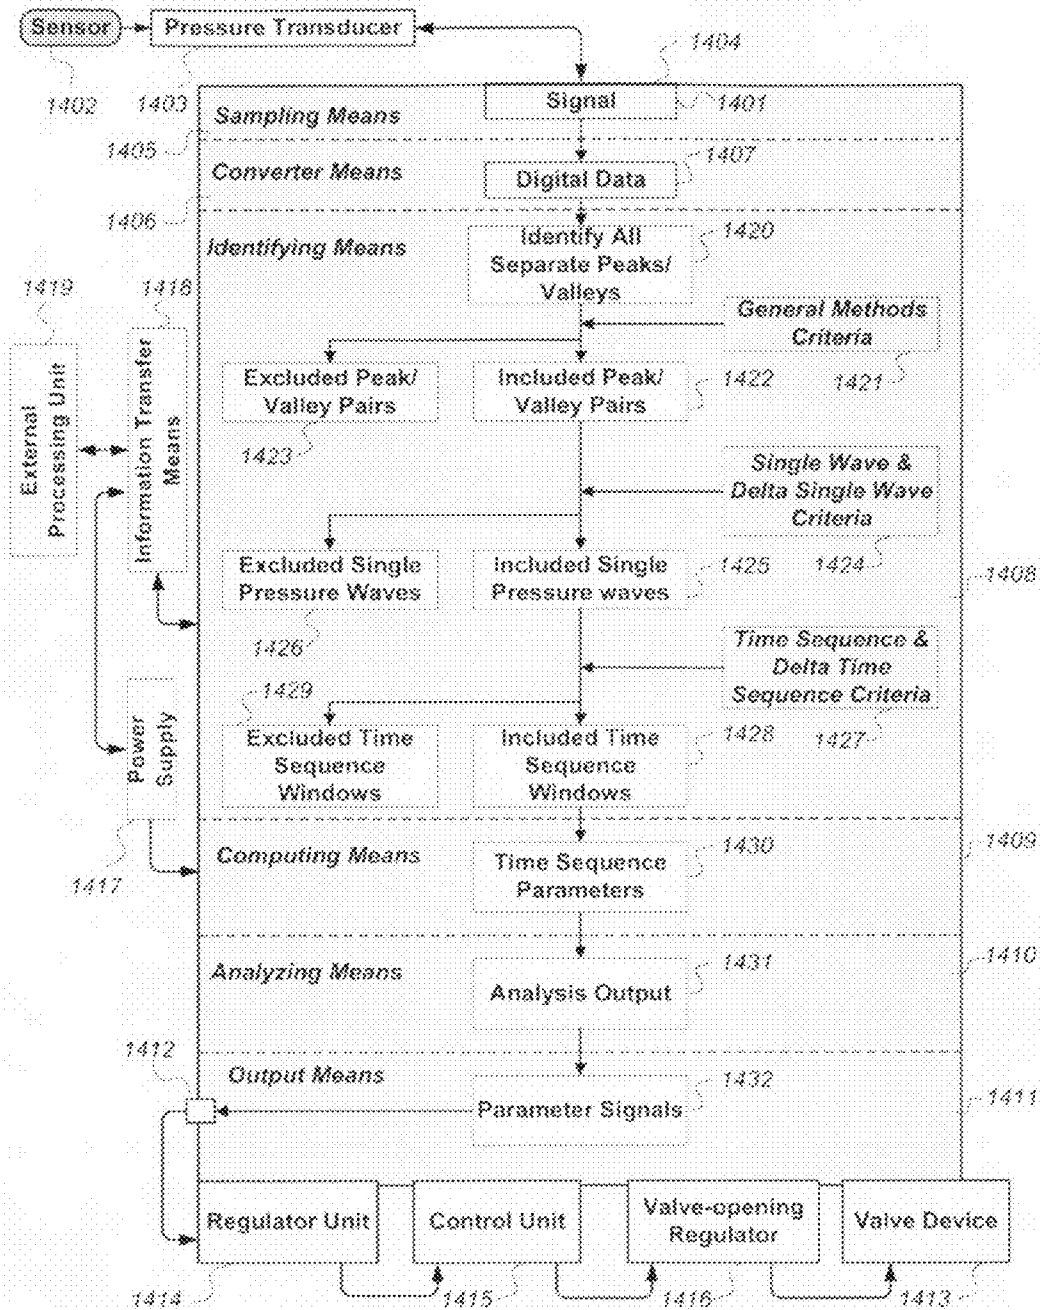 Sensor
Pressure Transducer
1404
1402
1403
Signal
1401
Sampling Means
1405
1407
Converter Means
Digital Data
1406
Identifying Means
Identify All
Separate Peaks/
Valleys
1420
1419
1418
General Methods
Criteria
1421
External
Processing Unit
Information Transfer
Means
Excluded Peak/
Valley Pairs
Included Peak/
Valley Pairs
1422
1423
Single Wave &
Delta Single Wave
Criteria
1424
Excluded Single
Pressure Waves
Included Single
Pressure waves
1425
1408
1426
Time Sequence &
Delta Time
Sequence Criteria
1427
1429
Power
Supply
Excluded Time
Sequence
Windows
Included Time
Sequence
Windows
1428
1417
Computing Means
Time Sequence
Parameters
1430
1409
Analyzing Means
Analysis Output
1431
1410
1412
Output Means
Parameter Signals
1432
1411
Regulator Unit
Control Unit
Valve-opening
Regulator
Valve Device
1414
1415
1416
1413